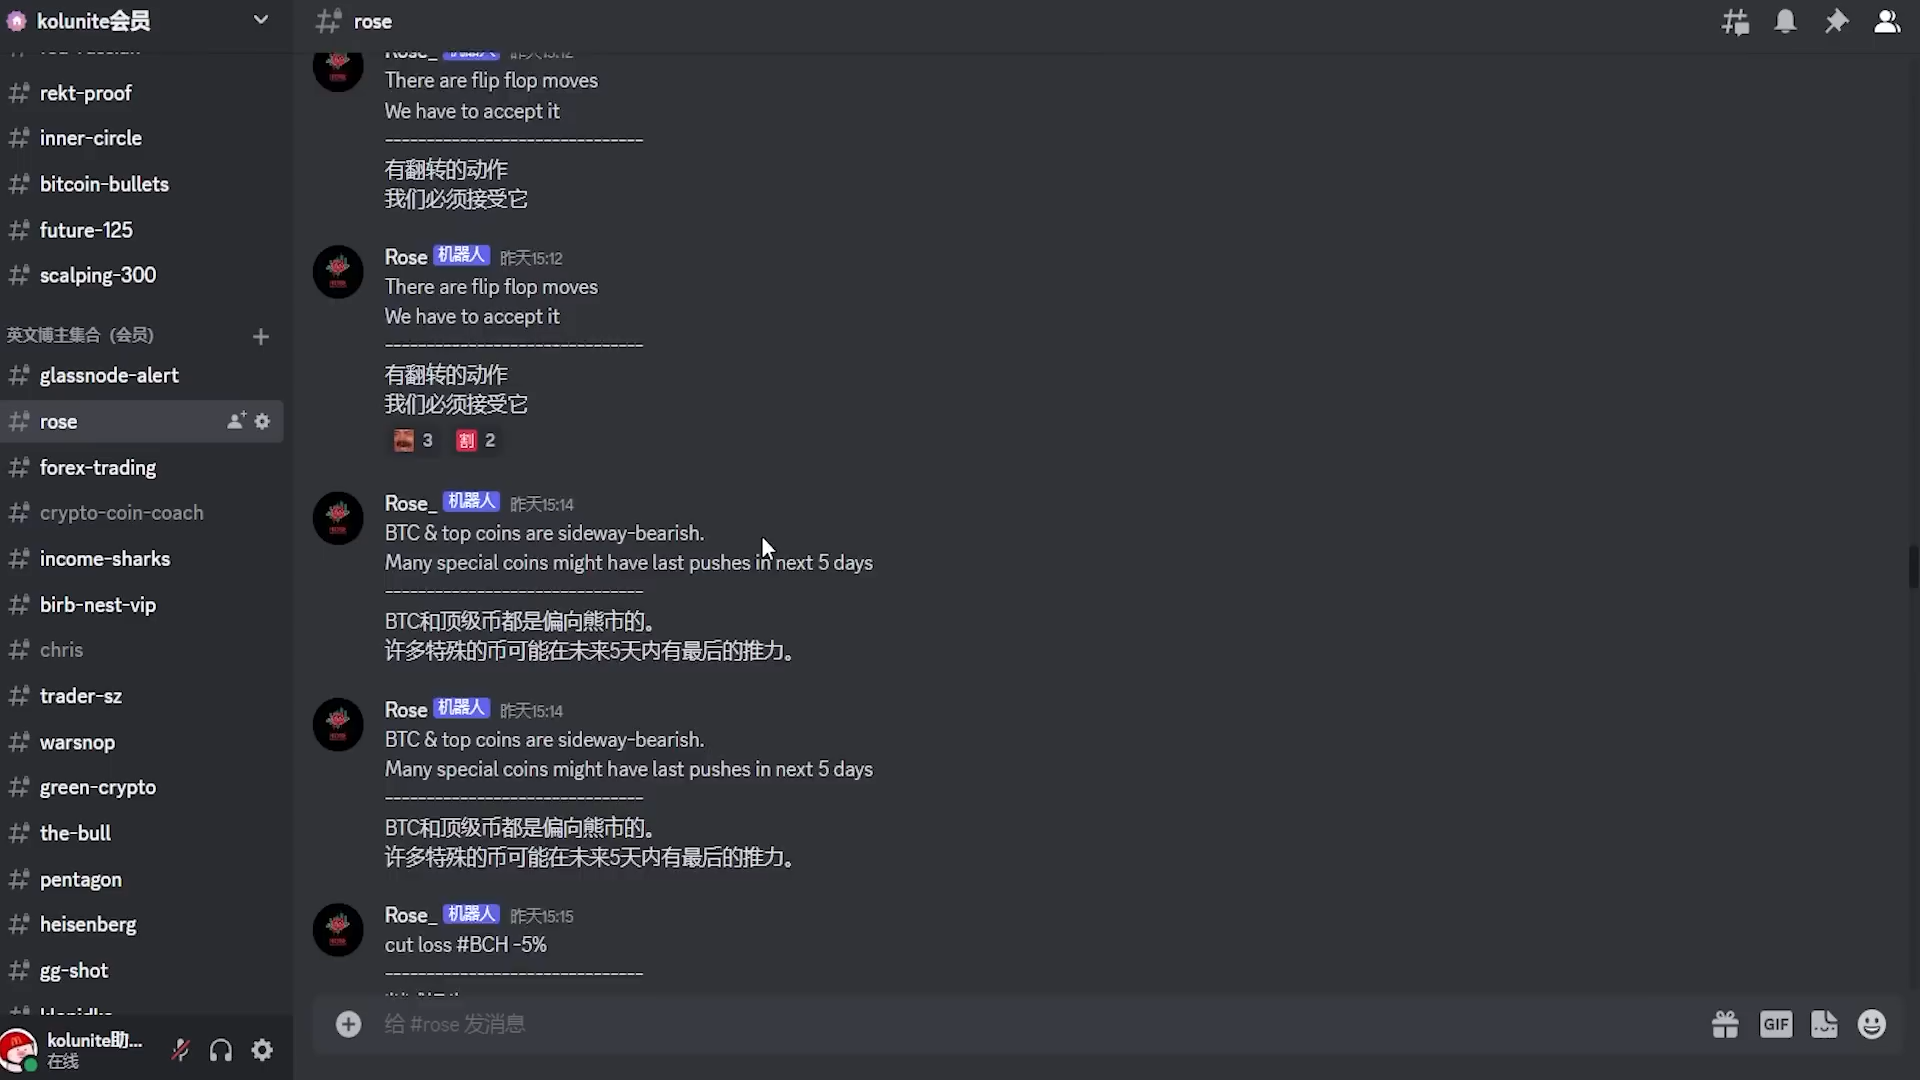 kolunite会员
rekt-proof
inner-circle
bitcoin-bullets
future-125
scalping-300
英文博主集合（会员）
glassnode-alert
rose
forex-trading
crypto-coin-coach
income-sharks
birb-nest-vip
chris
trader-sz
warsnop
green-crypto
the-bull
pentagon
heisenberg
gg-shot
kolunite助...
在线
rose
Rose_ 机器人 昨天15:12
There are flip flop moves
We have to accept it
-------------------------------
有翻转的动作
我们必须接受它
Rose 机器人 昨天15:12
There are flip flop moves
We have to accept it
-------------------------------
有翻转的动作
我们必须接受它
3 割 2
Rose_ 机器人 昨天15:14
BTC & top coins are sideway-bearish.
Many special coins might have last pushes in next 5 days
-------------------------------
BTC和顶级币都是偏向熊市的。
许多特殊的币可能在未来5天内有最后的推力。
Rose 机器人 昨天15:14
BTC & top coins are sideway-bearish.
Many special coins might have last pushes in next 5 days
-------------------------------
BTC和顶级币都是偏向熊市的。
许多特殊的币可能在未来5天内有最后的推力。
Rose_ 机器人 昨天15:15
cut loss #BCH -5%
-------------------------------
给 #rose 发消息
GIF